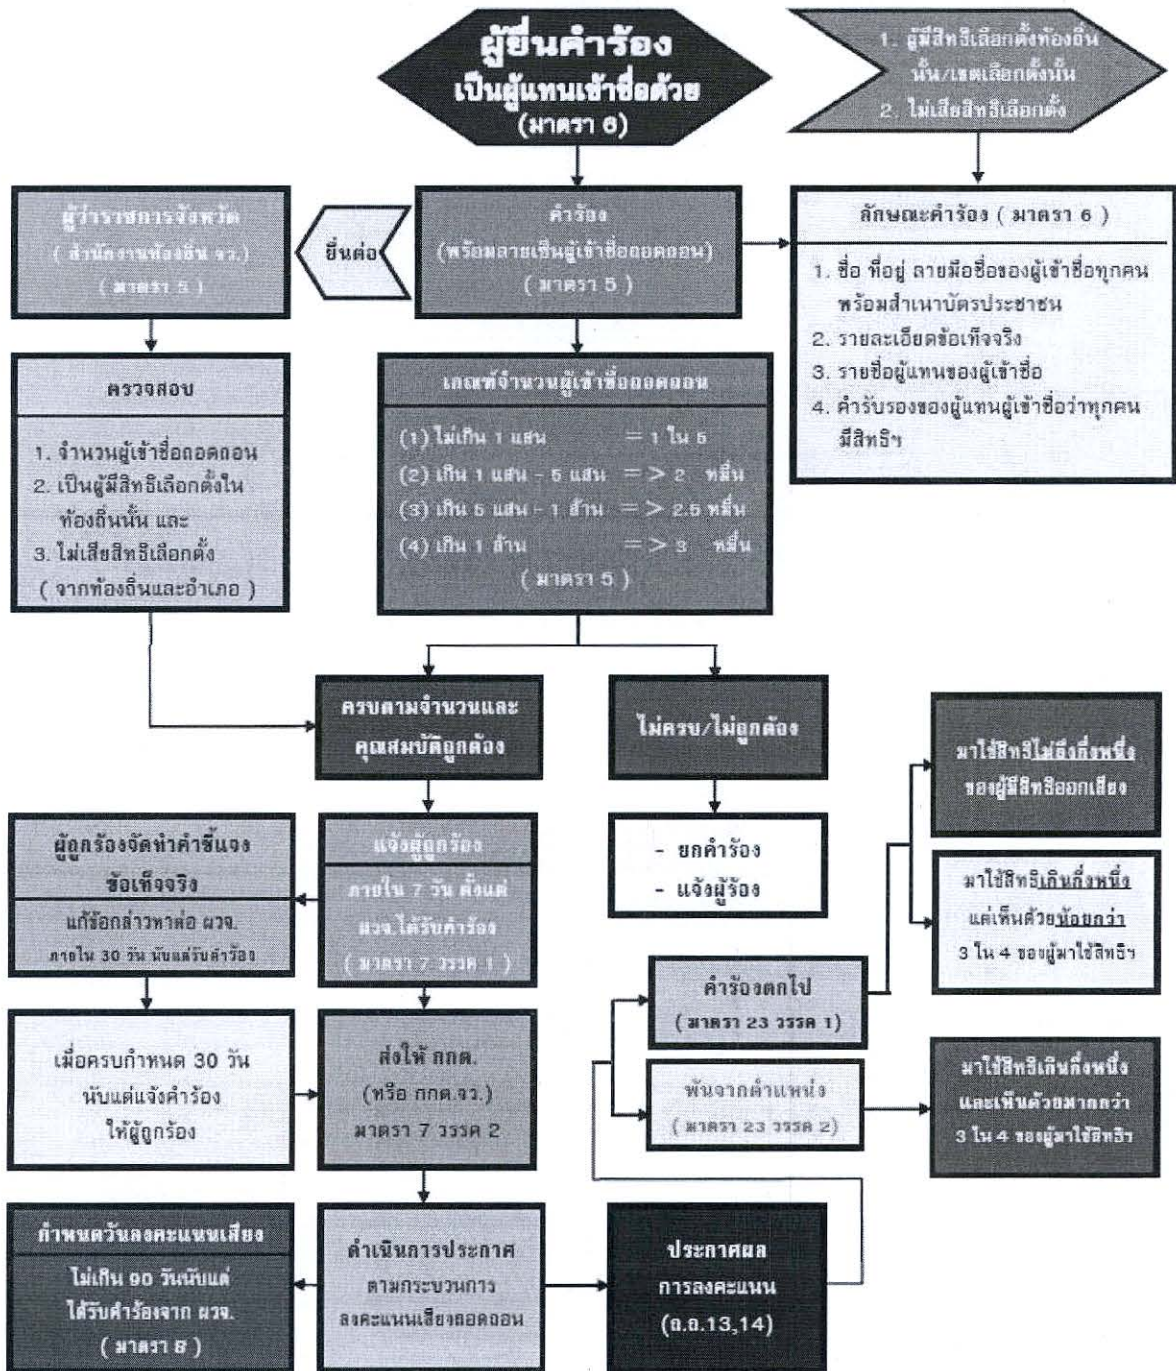 ผู้ยื่นคำร้อง
เป็นผู้แทนเข้าชื่อด้วย
(มาตรา 6)
1. ผู้มีสิทธิเลือกตั้งท้องถิ่น
นั้น/เขตเลือกตั้งนั้น
2. ไม่เสียสิทธิเลือกตั้ง
ผู้ว่าราชการจังหวัด
( สำนักงานท้องถิ่น จว.)
( มาตรา 5 )
ยื่นต่อ
คำร้อง
(พร้อมลายเซ็นผู้เข้าชื่อถอดถอน)
( มาตรา 5 )
ลักษณะคำร้อง ( มาตรา 6 )
1. ชื่อ ที่อยู่ ลายมือชื่อของผู้เข้าชื่อทุกคน
พร้อมสำเนาบัตรประชาชน
2. รายละเอียดข้อเท็จจริง
3. รายชื่อผู้แทนของผู้เข้าชื่อ
4. คำรับรองของผู้แทนผู้เข้าชื่อว่าทุกคน
มีสิทธิฯ
ตรวจสอบ
1. จำนวนผู้เข้าชื่อถอดถอน
2. เป็นผู้มีสิทธิเลือกตั้งใน
ท้องถิ่นนั้น และ
3. ไม่เสียสิทธิเลือกตั้ง
( จากท้องถิ่นและอำเภอ )
เกณฑ์จำนวนผู้เข้าชื่อถอดถอน
(1) ไม่เกิน 1 แสน = 1 ใน 5
(2) เกิน 1 แสน - 5 แสน = > 2 หมื่น
(3) เกิน 5 แสน - 1 ล้าน = > 2.5 หมื่น
(4) เกิน 1 ล้าน = > 3 หมื่น
( มาตรา 5 )
ครบตามจำนวนและ
คุณสมบัติถูกต้อง
ไม่ครบ/ไม่ถูกต้อง
มาใช้สิทธิไม่ถึงกึ่งหนึ่ง
ของผู้มีสิทธิออกเสียง
ผู้ถูกร้องจัดทำคำชี้แจง
ข้อเท็จจริง
แก้ข้อกล่าวหาต่อ ผวจ.
ภายใน 30 วัน นับแต่รับคำร้อง
แจ้งผู้ถูกร้อง
ภายใน 7 วัน ตั้งแต่
ผวจ.ได้รับคำร้อง
( มาตรา 7 วรรค 1 )
- ยกคำร้อง
- แจ้งผู้ร้อง
มาใช้สิทธิเกินกึ่งหนึ่ง
แต่เห็นด้วยน้อยกว่า
3 ใน 4 ของผู้มาใช้สิทธิฯ
คำร้องตกไป
( มาตรา 23 วรรค 1)
เมื่อครบกำหนด 30 วัน
นับแต่แจ้งคำร้อง
ให้ผู้ถูกร้อง
ส่งให้ กกต.
(หรือ กกต.จว.)
มาตรา 7 วรรค 2
พ้นจากตำแหน่ง
( มาตรา 23 วรรค 2)
มาใช้สิทธิเกินกึ่งหนึ่ง
และเห็นด้วยมากกว่า
3 ใน 4 ของผู้มาใช้สิทธิฯ
กำหนดวันลงคะแนนเสียง
ไม่เกิน 90 วันนับแต่
ได้รับคำร้องจาก ผวจ.
( มาตรา 8 )
ดำเนินการประกาศ
ตามกระบวนการ
ลงคะแนนเสียงถอดถอน
ประกาศผล
การลงคะแนน
(ถ.ถ.13,14)